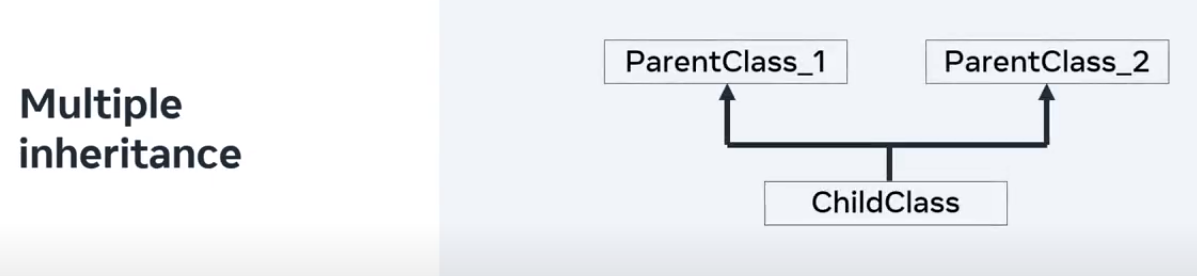 Multiple
inheritance
ParentClass_1
ParentClass_2
ChildClass